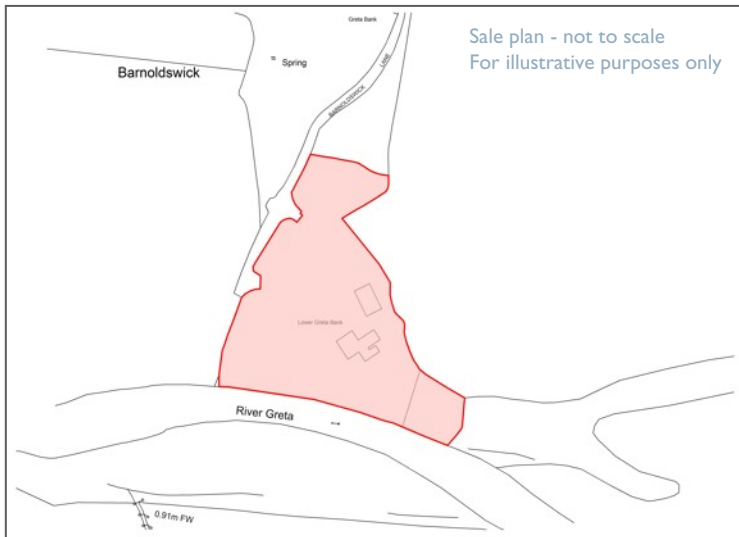 Greta Bank
Sale plan - not to scale
For illustrative purposes only
Barnoldswick
Spring
BARNOLDSWICK
LANE
Lower Greta Bank
River Greta
0.91m FW